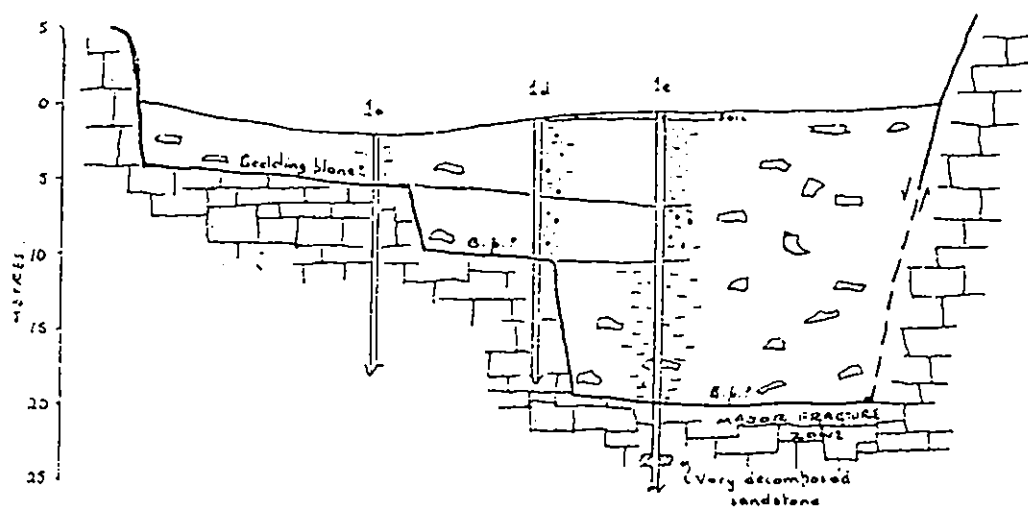 5
0
5
10
15
20
25
METRES
1a
1d
1e
Soil
Bedding plane?
B.p.?
B.p.?
MAJOR FRACTURE
ZONE
Very decomposed
sandstone